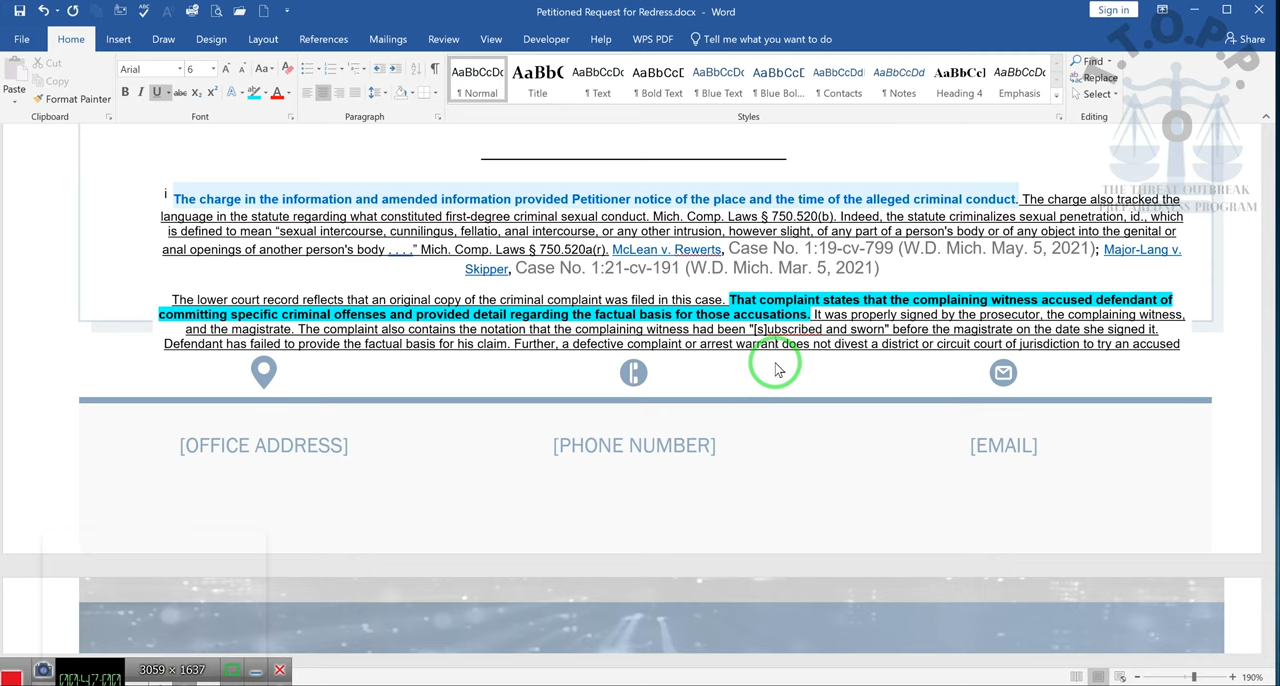 Petitioned Request for Redress.docx - Word
Sign in
File Home Insert Draw Design Layout References Mailings Review View Developer Help WPS PDF Tell me what you want to do
Share
Paste
Cut
Copy
Format Painter
Clipboard
Arial 6
Font
Paragraph
AaBbCcDc AaBbC AaBbCcDc AaBbCcD AaBbCcDc AaBbCcDc AaBbCcDdI AaBbCcDc AaBbCcI AaBbCcDc
¶ Normal Title ¶ Text ¶ Bold Text ¶ Blue Text ¶ Blue Bol... ¶ Contacts ¶ Notes Heading 4 Emphasis
Styles
Find
Replace
Select
Editing
T.O.P.P.
THE THREAT OUTBREAK
PREPAREDNESS PROGRAM
i The charge in the information and amended information provided Petitioner notice of the place and the time of the alleged criminal conduct. The charge also tracked the
language in the statute regarding what constituted first-degree criminal sexual conduct. Mich. Comp. Laws § 750.520(b). Indeed, the statute criminalizes sexual penetration, id., which
is defined to mean “sexual intercourse, cunnilingus, fellatio, anal intercourse, or any other intrusion, however slight, of any part of a person's body or of any object into the genital or
anal openings of another person's body . . . .” Mich. Comp. Laws § 750.520a(r). McLean v. Rewerts, Case No. 1:19-cv-799 (W.D. Mich. May. 5, 2021); Major-Lang v.
Skipper, Case No. 1:21-cv-191 (W.D. Mich. Mar. 5, 2021)
The lower court record reflects that an original copy of the criminal complaint was filed in this case. That complaint states that the complaining witness accused defendant of
committing specific criminal offenses and provided detail regarding the factual basis for those accusations. It was properly signed by the prosecutor, the complaining witness,
and the magistrate. The complaint also contains the notation that the complaining witness had been "[s]ubscribed and sworn" before the magistrate on the date she signed it.
Defendant has failed to provide the factual basis for his claim. Further, a defective complaint or arrest warrant does not divest a district or circuit court of jurisdiction to try an accused
[OFFICE ADDRESS] [PHONE NUMBER] [EMAIL]
00:47:00
3059 × 1637
190%